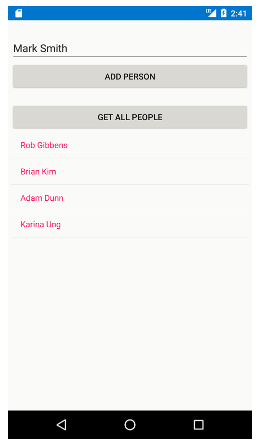 2:41
Mark Smith
ADD PERSON
GET ALL PEOPLE
Rob Gibbens
Brian Kim
Adam Dunn
Karina Ung